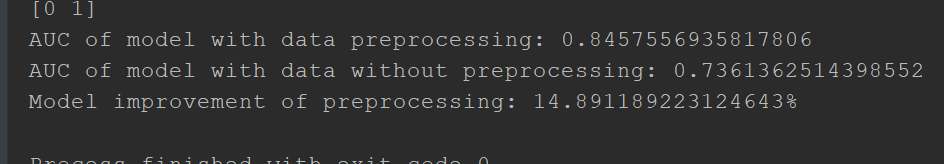 [0 1]
AUC of model with data preprocessing: 0.8457556935817806
AUC of model with data without preprocessing: 0.7361362514398552
Model improvement of preprocessing: 14.891189223124643%
Process finished with exit code 0